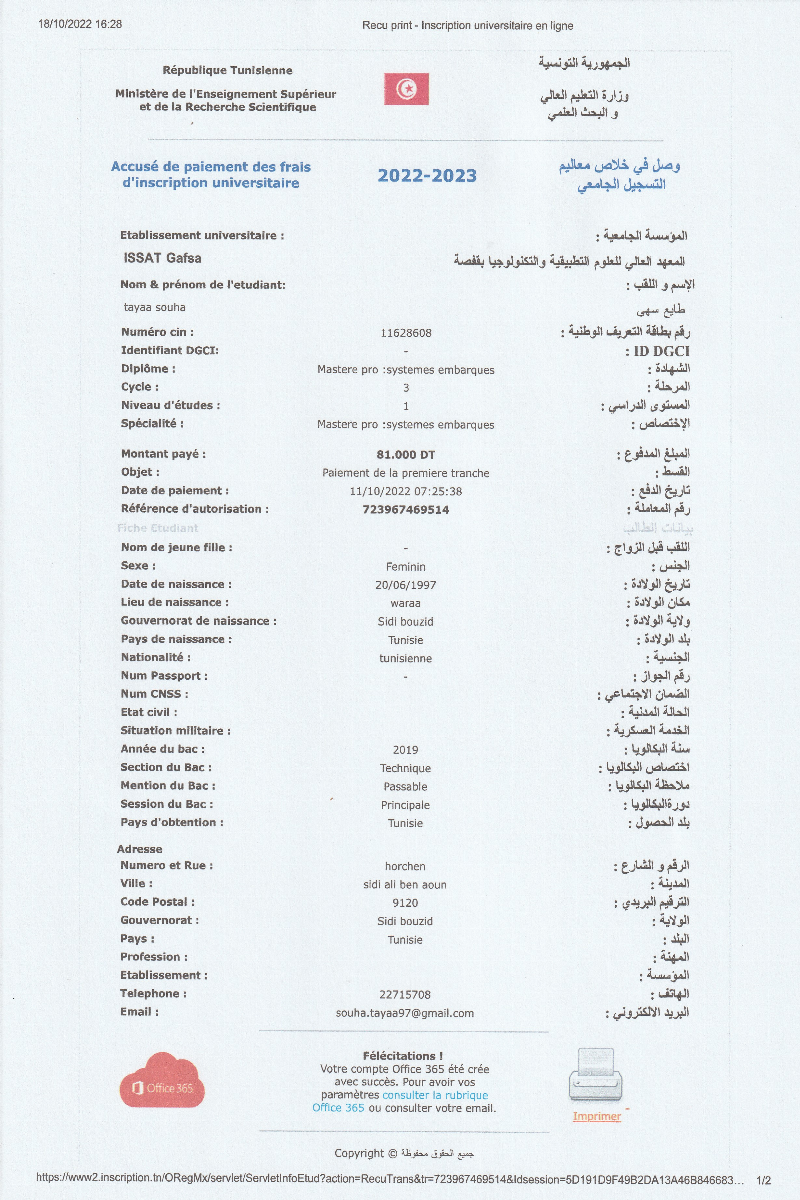 18/10/2022 16:28 Recu print - Inscription universitaire en ligne
République Tunisienne الجمهورية التونسية
Ministère de l'Enseignement Supérieur وزارة التعليم العالي
et de la Recherche Scientifique و البحث العلمي
Accusé de paiement des frais 2022-2023 وصل في خلاص معاليم
d'inscription universitaire التسجيل الجامعي
Etablissement universitaire : المؤسسة الجامعية :
ISSAT Gafsa المعهد العالي للعلوم التطبيقية والتكنولوجيا بقفصة
Nom & prénom de l'etudiant: الإسم و اللقب :
tayaa souha طايع سهى
Numéro cin : 11628608 رقم بطاقة التعريف الوطنية :
Identifiant DGCI: - ID DGCI :
Diplôme : Mastere pro :systemes embarques الشهادة :
Cycle : 3 المرحلة :
Niveau d'études : 1 المستوى الدراسي :
Spécialité : Mastere pro :systemes embarques الإختصاص :
Montant payé : 81.000 DT المبلغ المدفوع :
Objet : Paiement de la premiere tranche القسط :
Date de paiement : 11/10/2022 07:25:38 تاريخ الدفع :
Référence d'autorisation : 723967469514 رقم المعاملة :
Fiche Etudiant بيانات الطالب
Nom de jeune fille : - اللقب قبل الزواج :
Sexe : Feminin الجنس :
Date de naissance : 20/06/1997 تاريخ الولادة :
Lieu de naissance : waraa مكان الولادة :
Gouvernorat de naissance : Sidi bouzid ولاية الولادة :
Pays de naissance : Tunisie بلد الولادة :
Nationalité : tunisienne الجنسية :
Num Passport : - رقم الجواز :
Num CNSS : الضمان الاجتماعي :
Etat civil : الحالة المدنية :
Situation militaire : الخدمة العسكرية :
Année du bac : 2019 سنة البكالويا :
Section du Bac : Technique اختصاص البكالويا :
Mention du Bac : Passable ملاحظة البكالويا :
Session du Bac : Principale دورةالبكالويا :
Pays d'obtention : Tunisie بلد الحصول :
Adresse
Numero et Rue : horchen الرقم و الشارع :
Ville : sidi ali ben aoun المدينة :
Code Postal : 9120 الترقيم البريدي :
Gouvernorat : Sidi bouzid الولاية :
Pays : Tunisie البلد :
Profession : المهنة :
Etablissement : المؤسسة :
Telephone : 22715708 الهاتف :
Email : souha.tayaa97@gmail.com البريد الالكتروني :
Félécitations !
Votre compte Office 365 été crée
avec succès. Pour avoir vos
paramètres consulter la rubrique
Office 365 ou consulter votre email.
Office 365
Imprimer
Copyright © جميع الحقوق محفوظة
https://www2.inscription.tn/ORegMx/servlet/ServletInfoEtud?action=RecuTrans&tr=723967469514&Idsession=5D191D9F49B2DA13A46B846683... 1/2